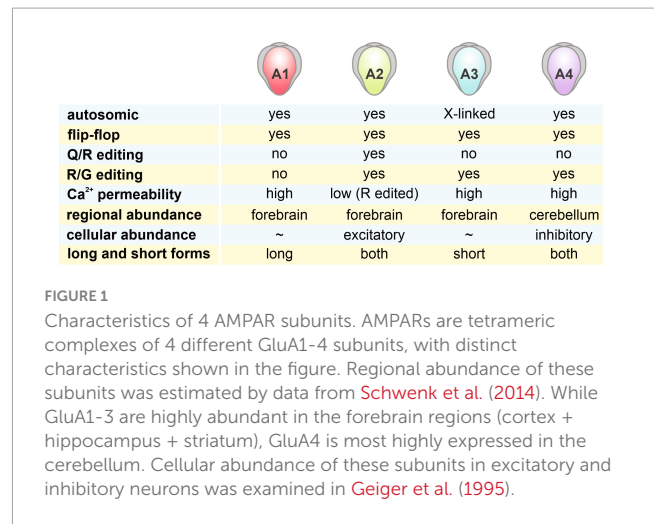 A1 A2 A3 A4
autosomic yes yes X-linked yes
flip-flop yes yes yes yes
Q/R editing no yes no no
R/G editing no yes yes yes
Ca²⁺ permeability high low (R edited) high high
regional abundance forebrain forebrain forebrain cerebellum
cellular abundance ~ excitatory ~ inhibitory
long and short forms long both short both
FIGURE 1
Characteristics of 4 AMPAR subunits. AMPARs are tetrameric
complexes of 4 different GluA1-4 subunits, with distinct
characteristics shown in the figure. Regional abundance of these
subunits was estimated by data from Schwenk et al. (2014). While
GluA1-3 are highly abundant in the forebrain regions (cortex +
hippocampus + striatum), GluA4 is most highly expressed in the
cerebellum. Cellular abundance of these subunits in excitatory and
inhibitory neurons was examined in Geiger et al. (1995).